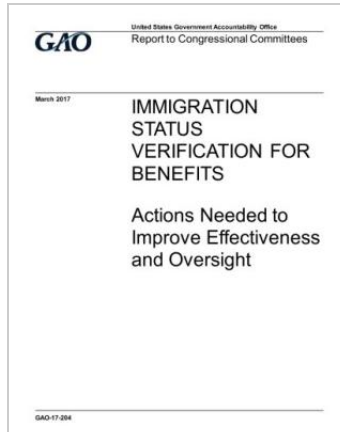 United States Government Accountability Office
GAO
Report to Congressional Committees
March 2017
IMMIGRATION
STATUS
VERIFICATION FOR
BENEFITS
Actions Needed to
Improve Effectiveness
and Oversight
GAO-17-204